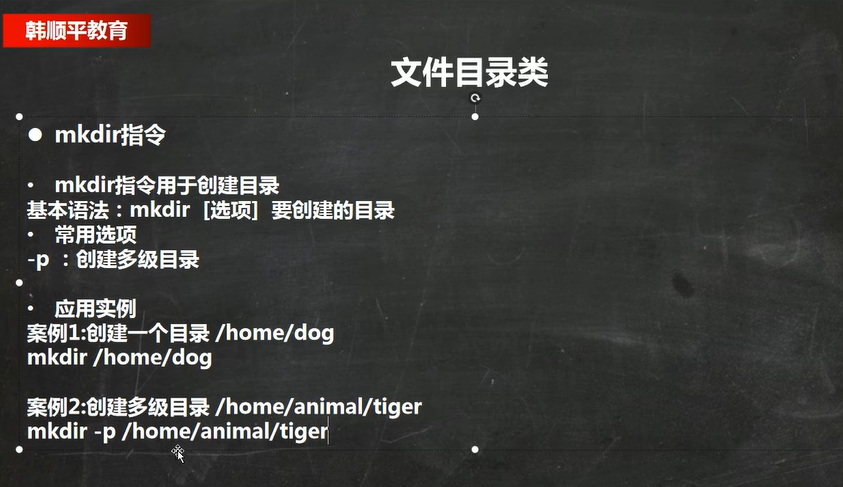 韩顺平教育
文件目录类
● mkdir指令
• mkdir指令用于创建目录
基本语法：mkdir [选项] 要创建的目录
• 常用选项
-p ：创建多级目录
• 应用实例
案例1:创建一个目录 /home/dog
mkdir /home/dog
案例2:创建多级目录 /home/animal/tiger
mkdir -p /home/animal/tiger